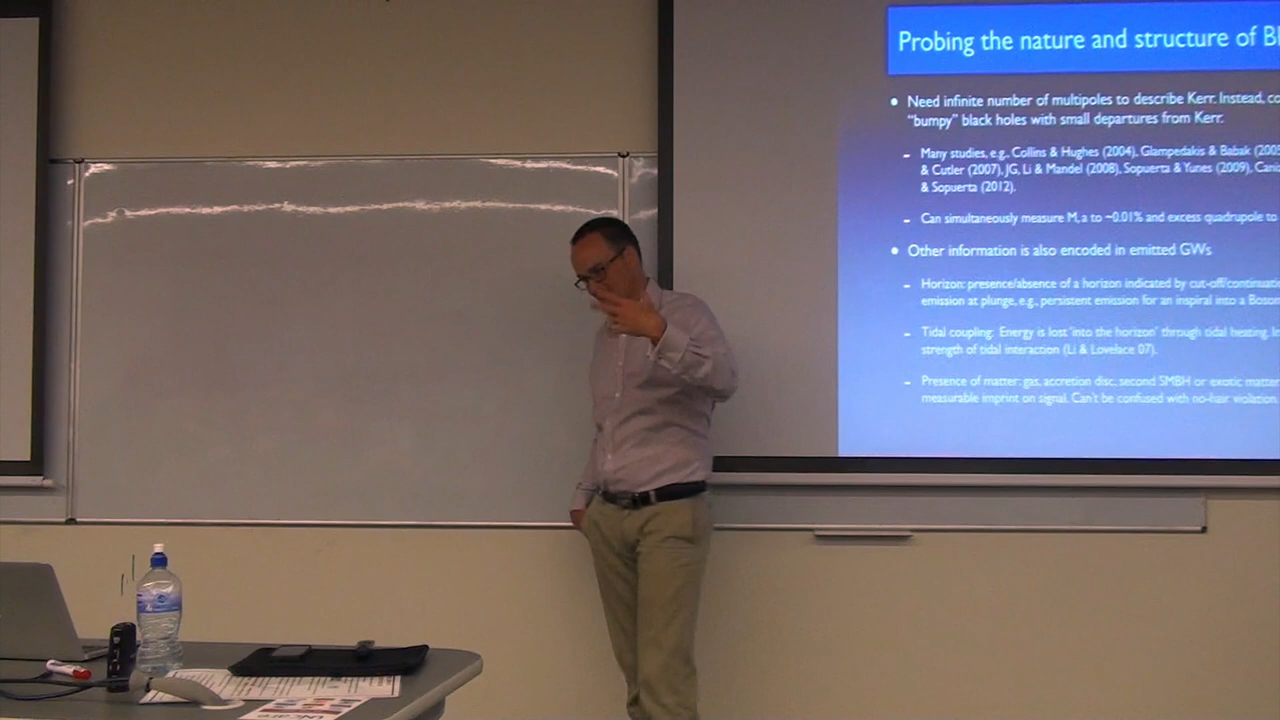 Probing the nature and structure of B
Need infinite number of multipoles to describe Kerr. Instead, co
"bumpy" black holes with small departures from Kerr.
- Many studies, e.g., Collins & Hughes (2004), Glampedakis & Babak (2005
& Cutler (2007), JG, Li & Mandel (2008), Sopuerta & Yunes (2009), Cani
& Sopuerta (2012).
- Can simultaneously measure M, a to ~0.01% and excess quadrupole to
Other information is also encoded in emitted GWs
- Horizon: presence/absence of a horizon indicated by cut-off/continuati
emission at plunge, e.g., persistent emission for an inspiral into a Boson
- Tidal coupling: Energy is lost 'into the horizon' through tidal heating. In
strength of tidal interaction (Li & Lovelace 07).
- Presence of matter: gas, accretion disc, second SMBH or exotic matter
measurable imprint on signal. Can't be confused with no-hair violation.